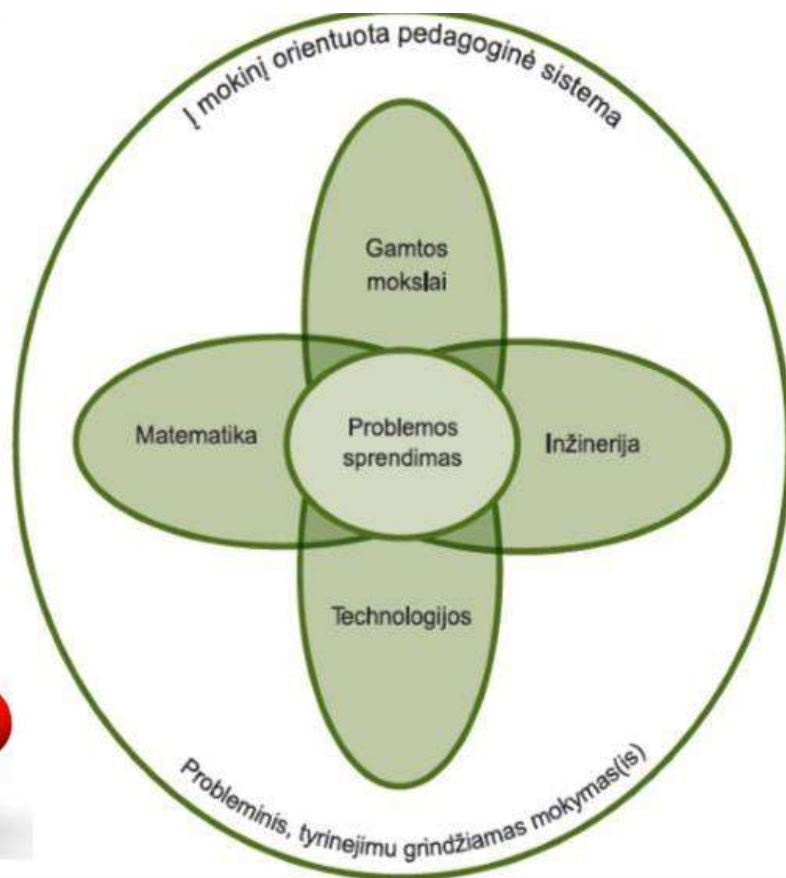 Į mokinį orientuota pedagoginė sistema
Gamtos
mokslai
Matematika
Problemos
sprendimas
Inžinerija
Technologijos
Probleminis, tyrinejimu grindžiamas mokymas(is)